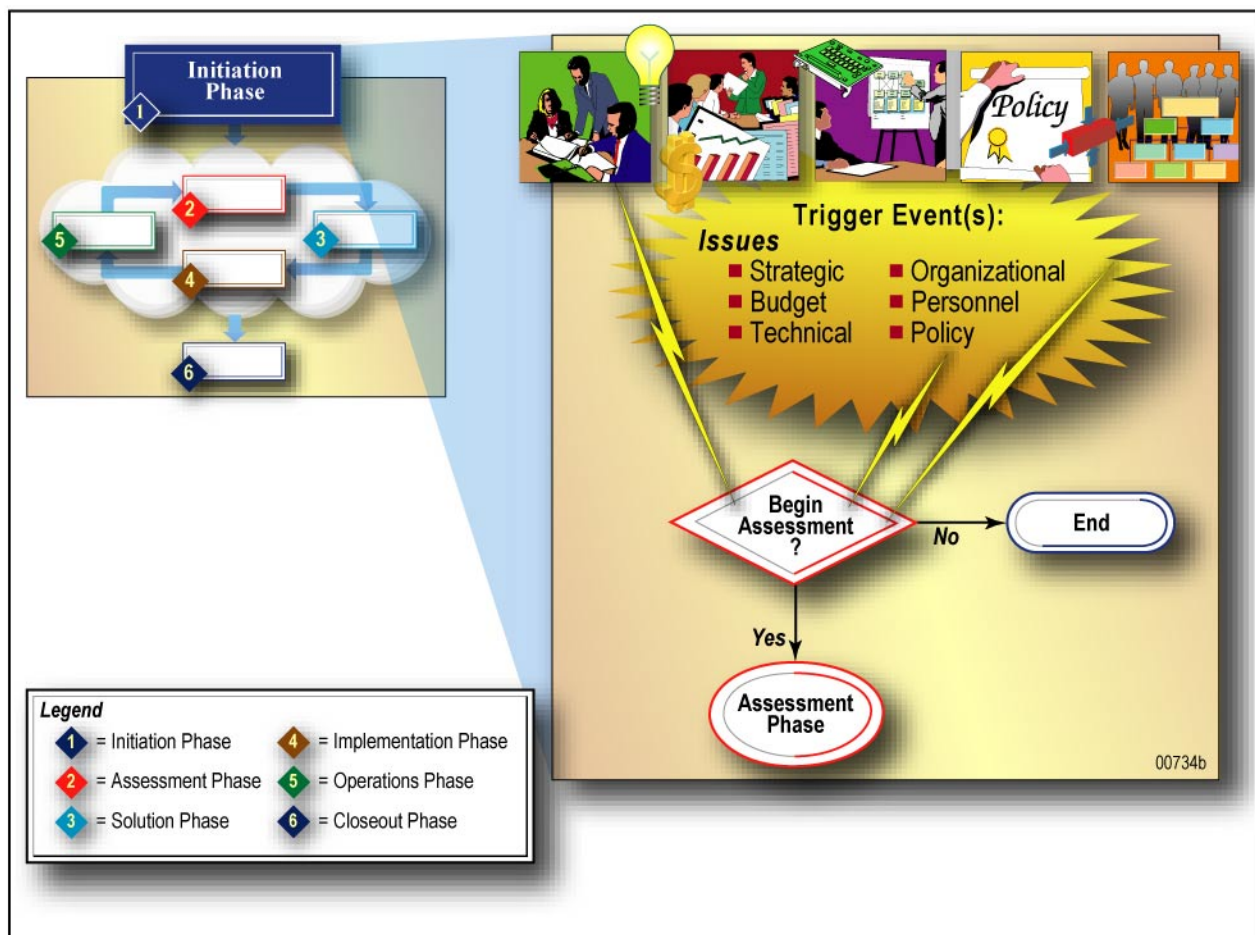 Initiation
Phase
1
2
3
4
5
6
Policy
Trigger Event(s):
Issues
Strategic
Budget
Technical
Organizational
Personnel
Policy
Begin
Assessment
?
No
End
Yes
Assessment
Phase
00734b
Legend
1 = Initiation Phase
2 = Assessment Phase
3 = Solution Phase
4 = Implementation Phase
5 = Operations Phase
6 = Closeout Phase